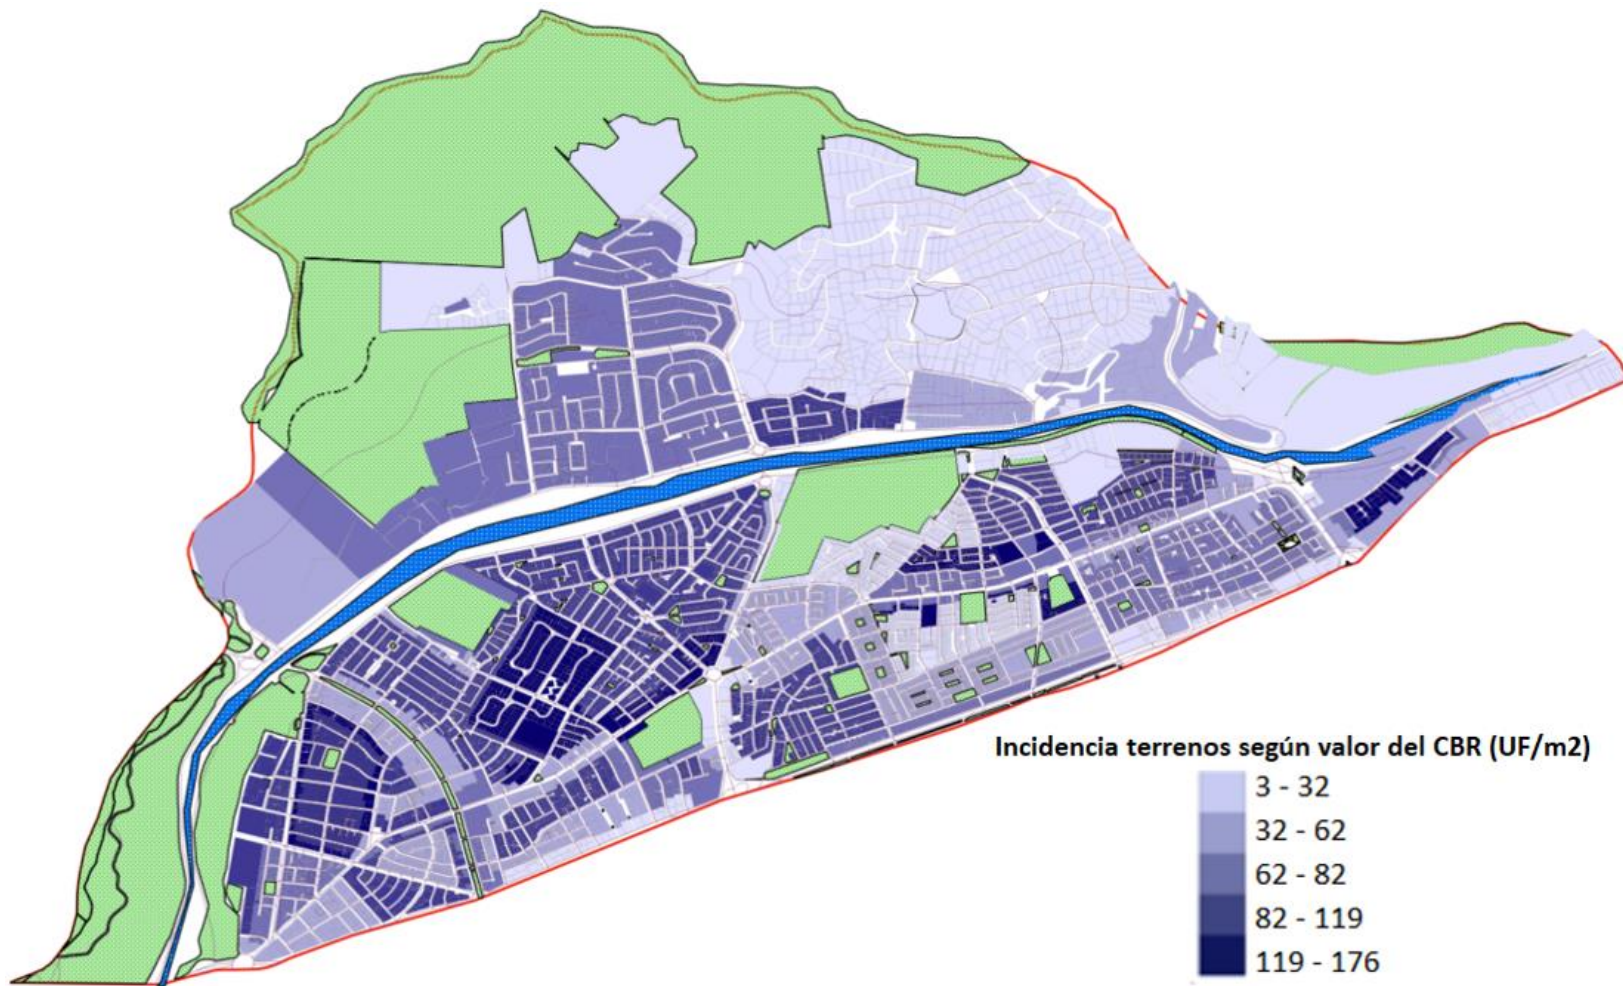 Incidencia terrenos según valor del CBR (UF/m2)
3 - 32
32 - 62
62 - 82
82 - 119
119 - 176